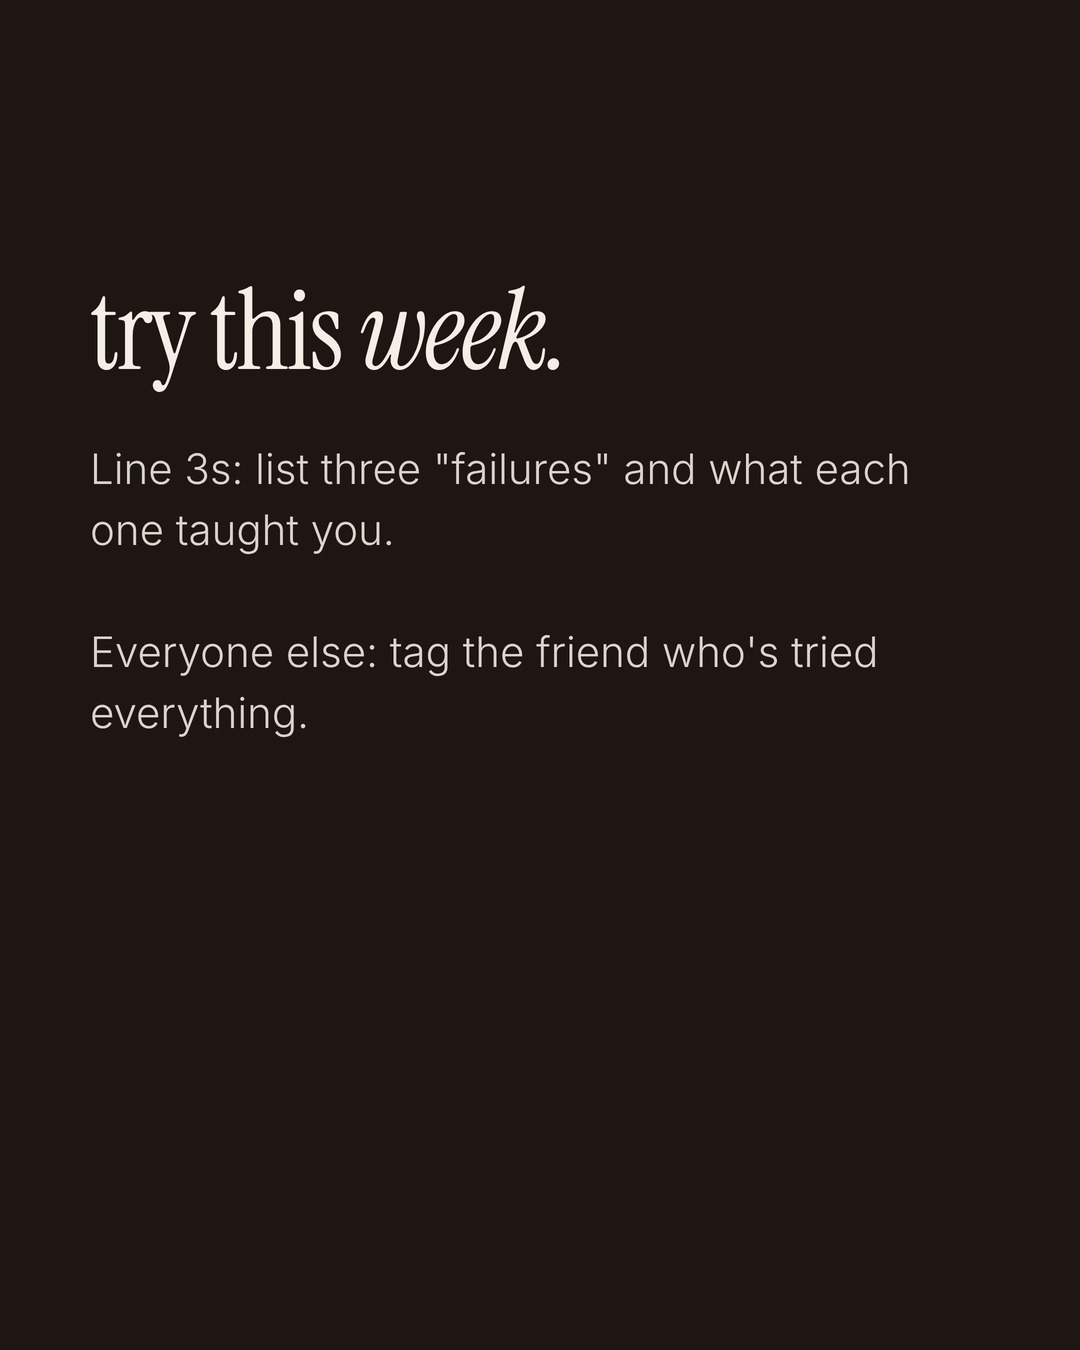 try this week.
Line 3s: list three "failures" and what each
one taught you.
Everyone else: tag the friend who's tried
everything.